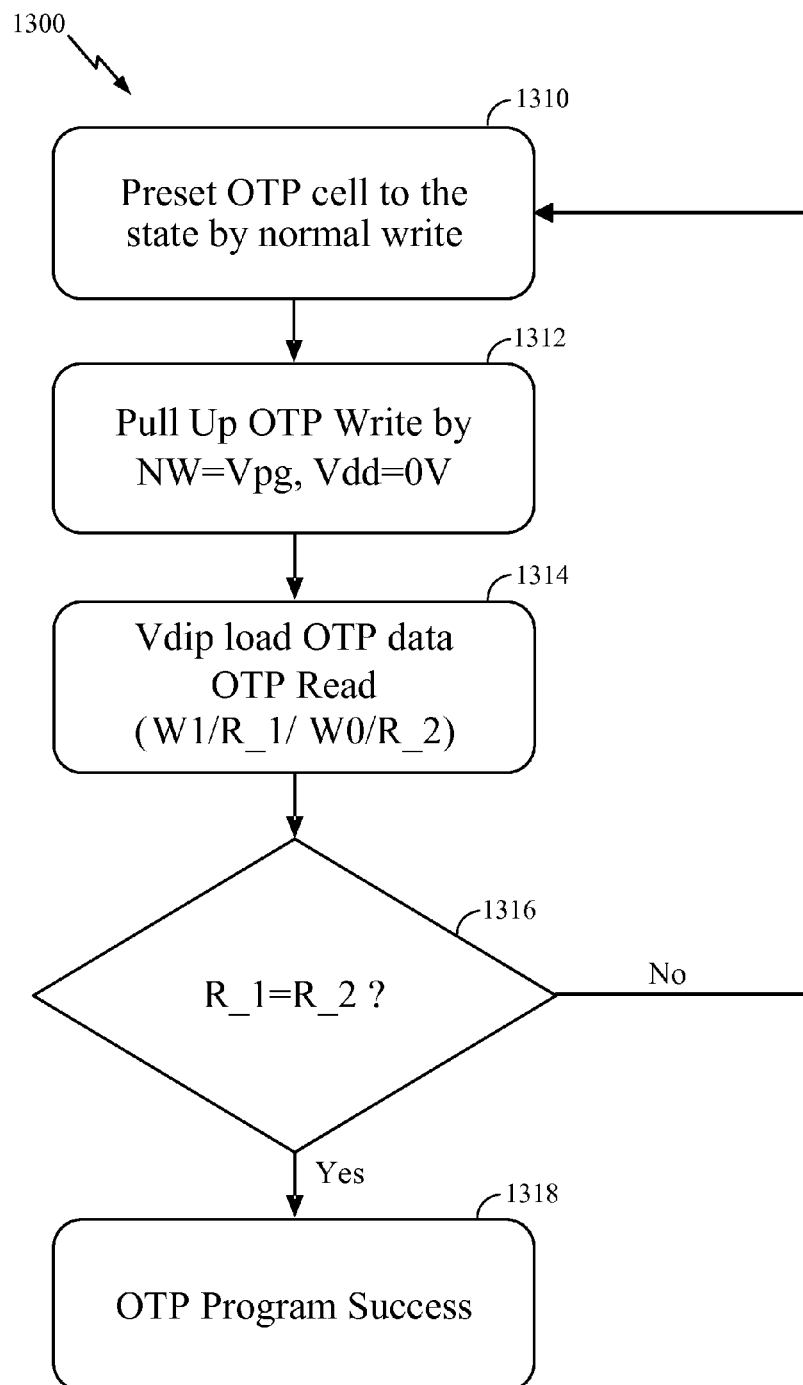 1300
1310
Preset OTP cell to the
state by normal write
1312
Pull Up OTP Write by
NW=Vpg, Vdd=0V
1314
Vdip load OTP data
OTP Read
(W1/R_1/ W0/R_2)
1316
R_1=R_2 ?
No
Yes
1318
OTP Program Success